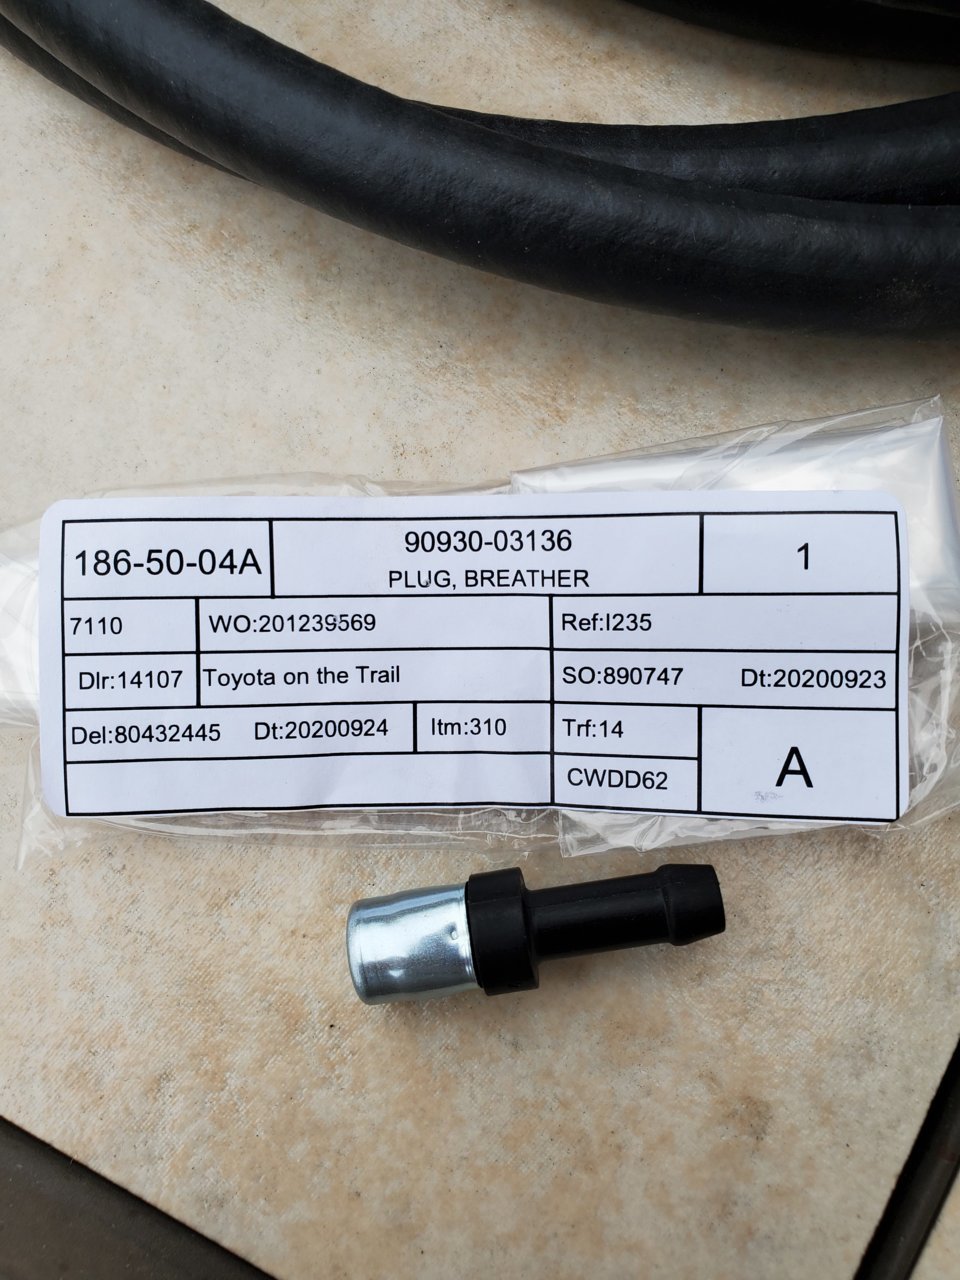 186-50-04A
90930-03136
PLUG, BREATHER
1
7110
WO:201239569
Ref:I235
Dlr:14107
Toyota on the Trail
SO:890747 Dt:20200923
Del:80432445 Dt:20200924
Itm:310
Trf:14
CWDD62
A